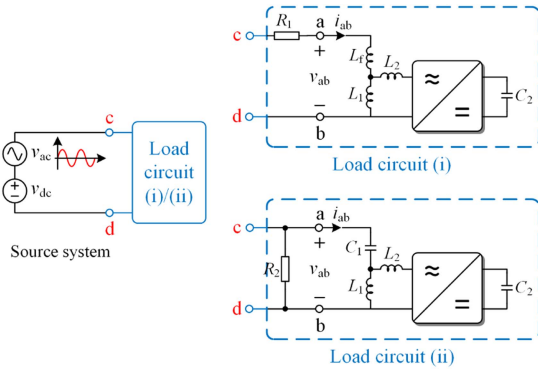 c
v_ac
v_dc
d
Load
circuit
(i)/(ii)
Source system
c
R_1
a
i_ab
+
L_f
L_2
v_ab
L_1
≈
=
C_2
−
d
b
Load circuit (i)
c
a
i_ab
+
C_1
L_2
R_2
v_ab
L_1
≈
=
C_2
−
d
b
Load circuit (ii)